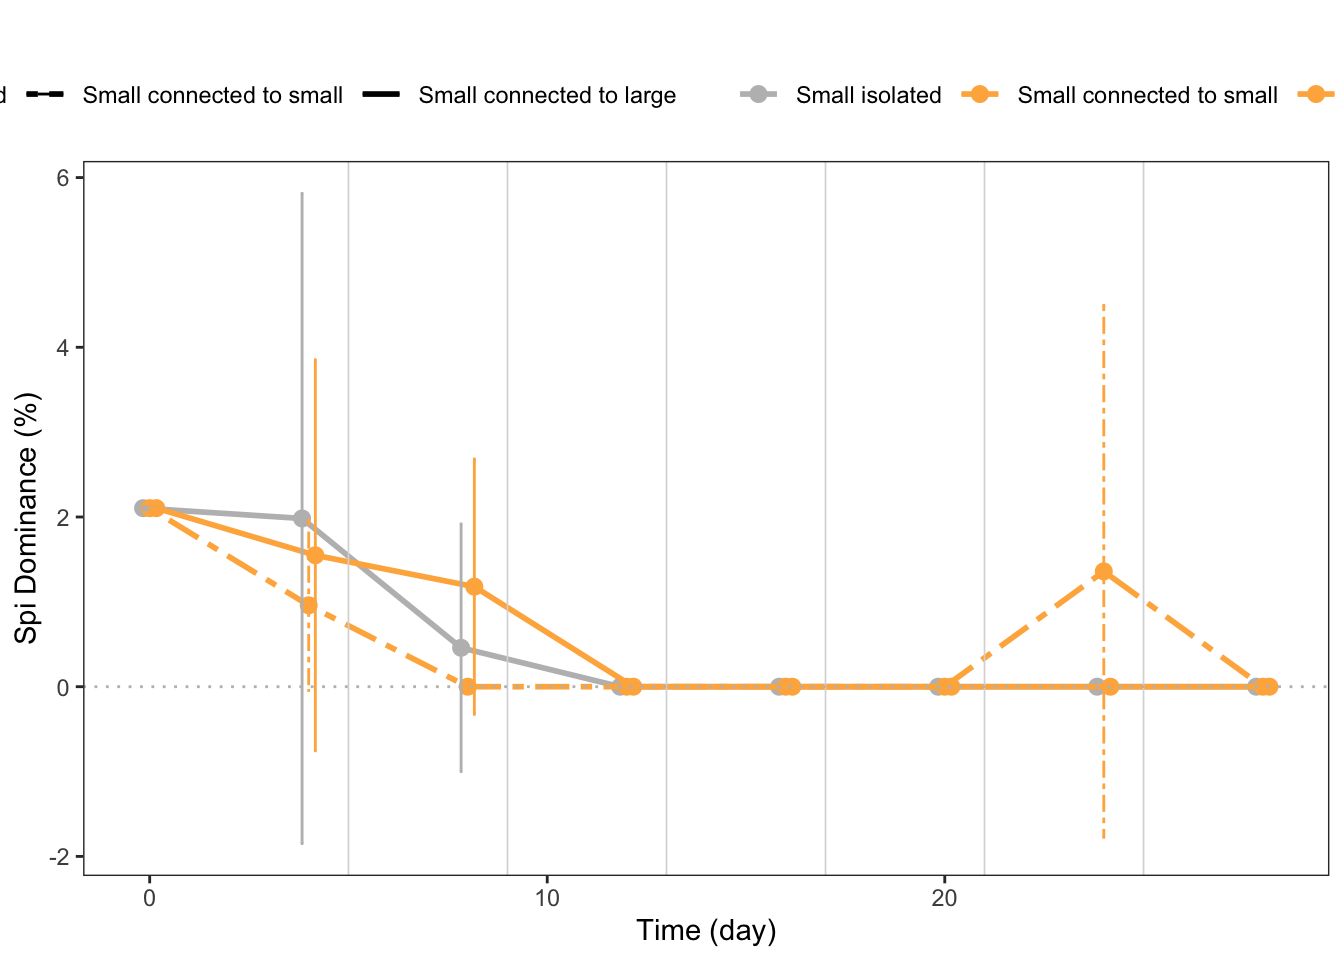 d Small connected to small Small connected to large Small isolated Small connected to small
6
4
2
0
-2
Spi Dominance (%)
0 10 20
Time (day)